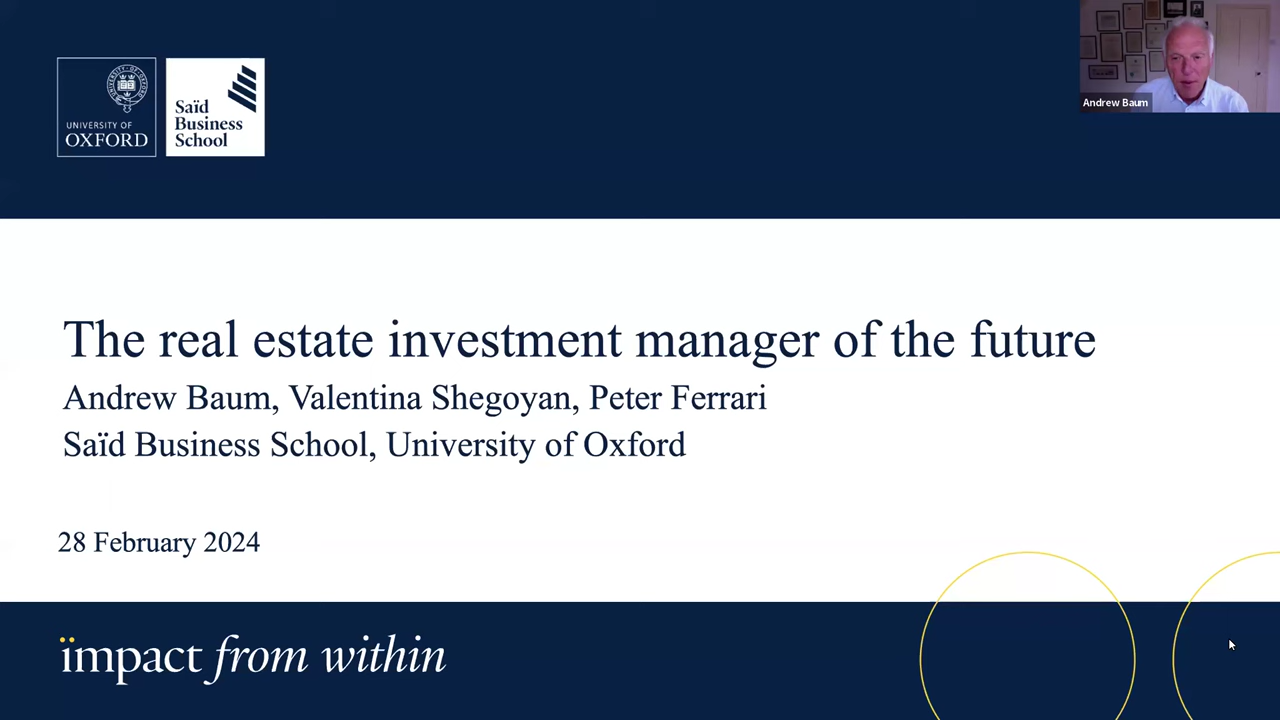 UNIVERSITY OF
OXFORD
Saïd
Business
School
Andrew Baum
The real estate investment manager of the future
Andrew Baum, Valentina Shegoyan, Peter Ferrari
Saïd Business School, University of Oxford
28 February 2024
ïmpact from within